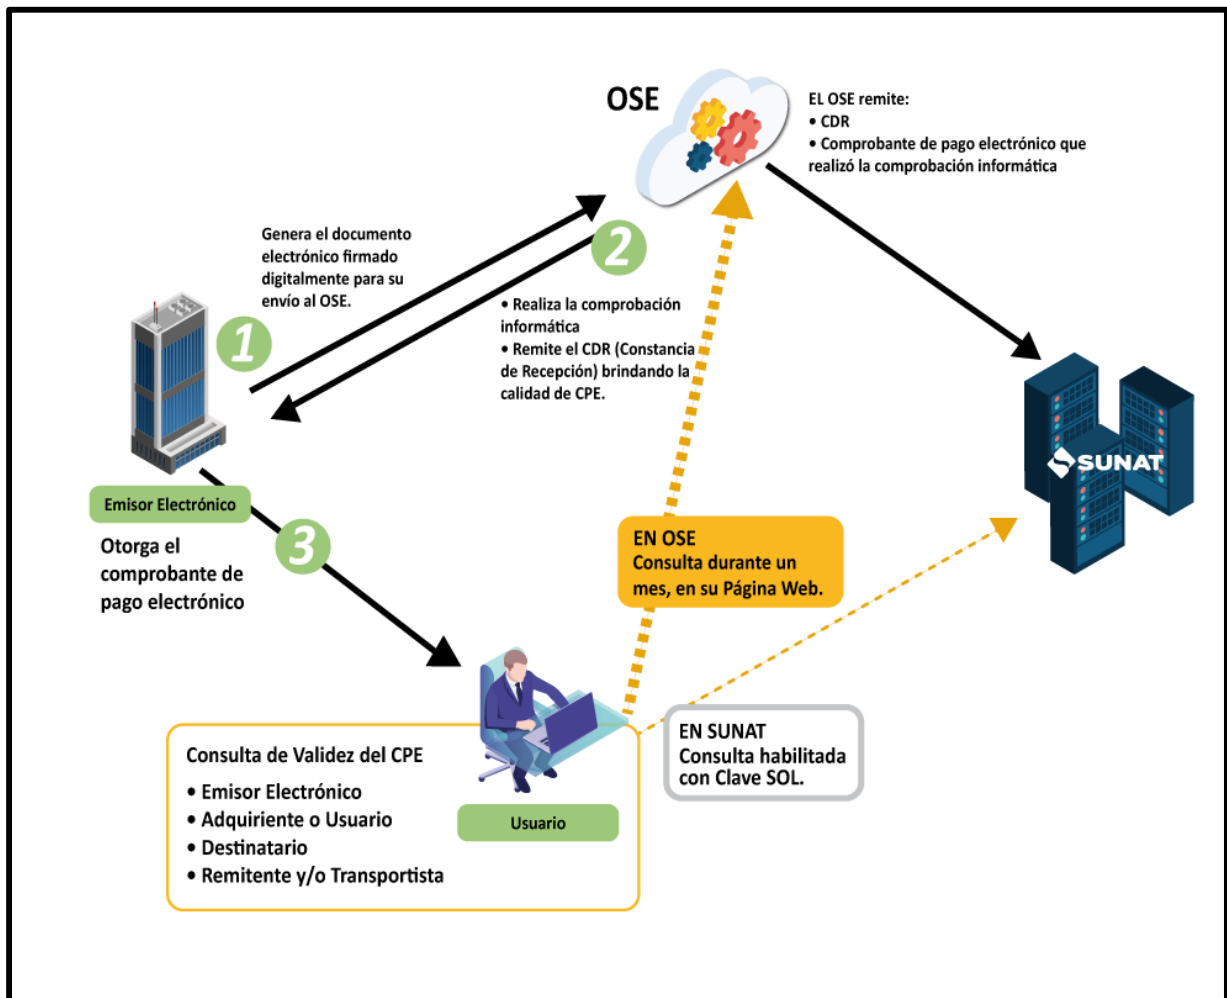 OSE
EL OSE remite:
• CDR
• Comprobante de pago electrónico que
realizó la comprobación informática
Genera el documento
electrónico firmado
digitalmente para su
envío al OSE.
1
2
• Realiza la comprobación
informática
• Remite el CDR (Constancia
de Recepción) brindando la
calidad de CPE.
SUNAT
Emisor Electrónico
3
Otorga el
comprobante de
pago electrónico
EN OSE
Consulta durante un
mes, en su Página Web.
EN SUNAT
Consulta habilitada
con Clave SOL.
Consulta de Validez del CPE
• Emisor Electrónico
• Adquiriente o Usuario
• Destinatario
• Remitente y/o Transportista
Usuario